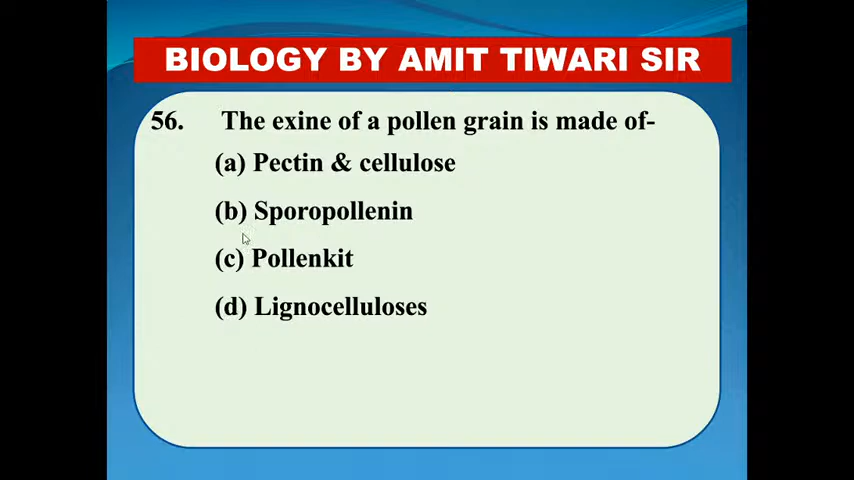 BIOLOGY BY AMIT TIWARI SIR
56. The exine of a pollen grain is made of-
(a) Pectin & cellulose
(b) Sporopollenin
(c) Pollenkit
(d) Lignocelluloses